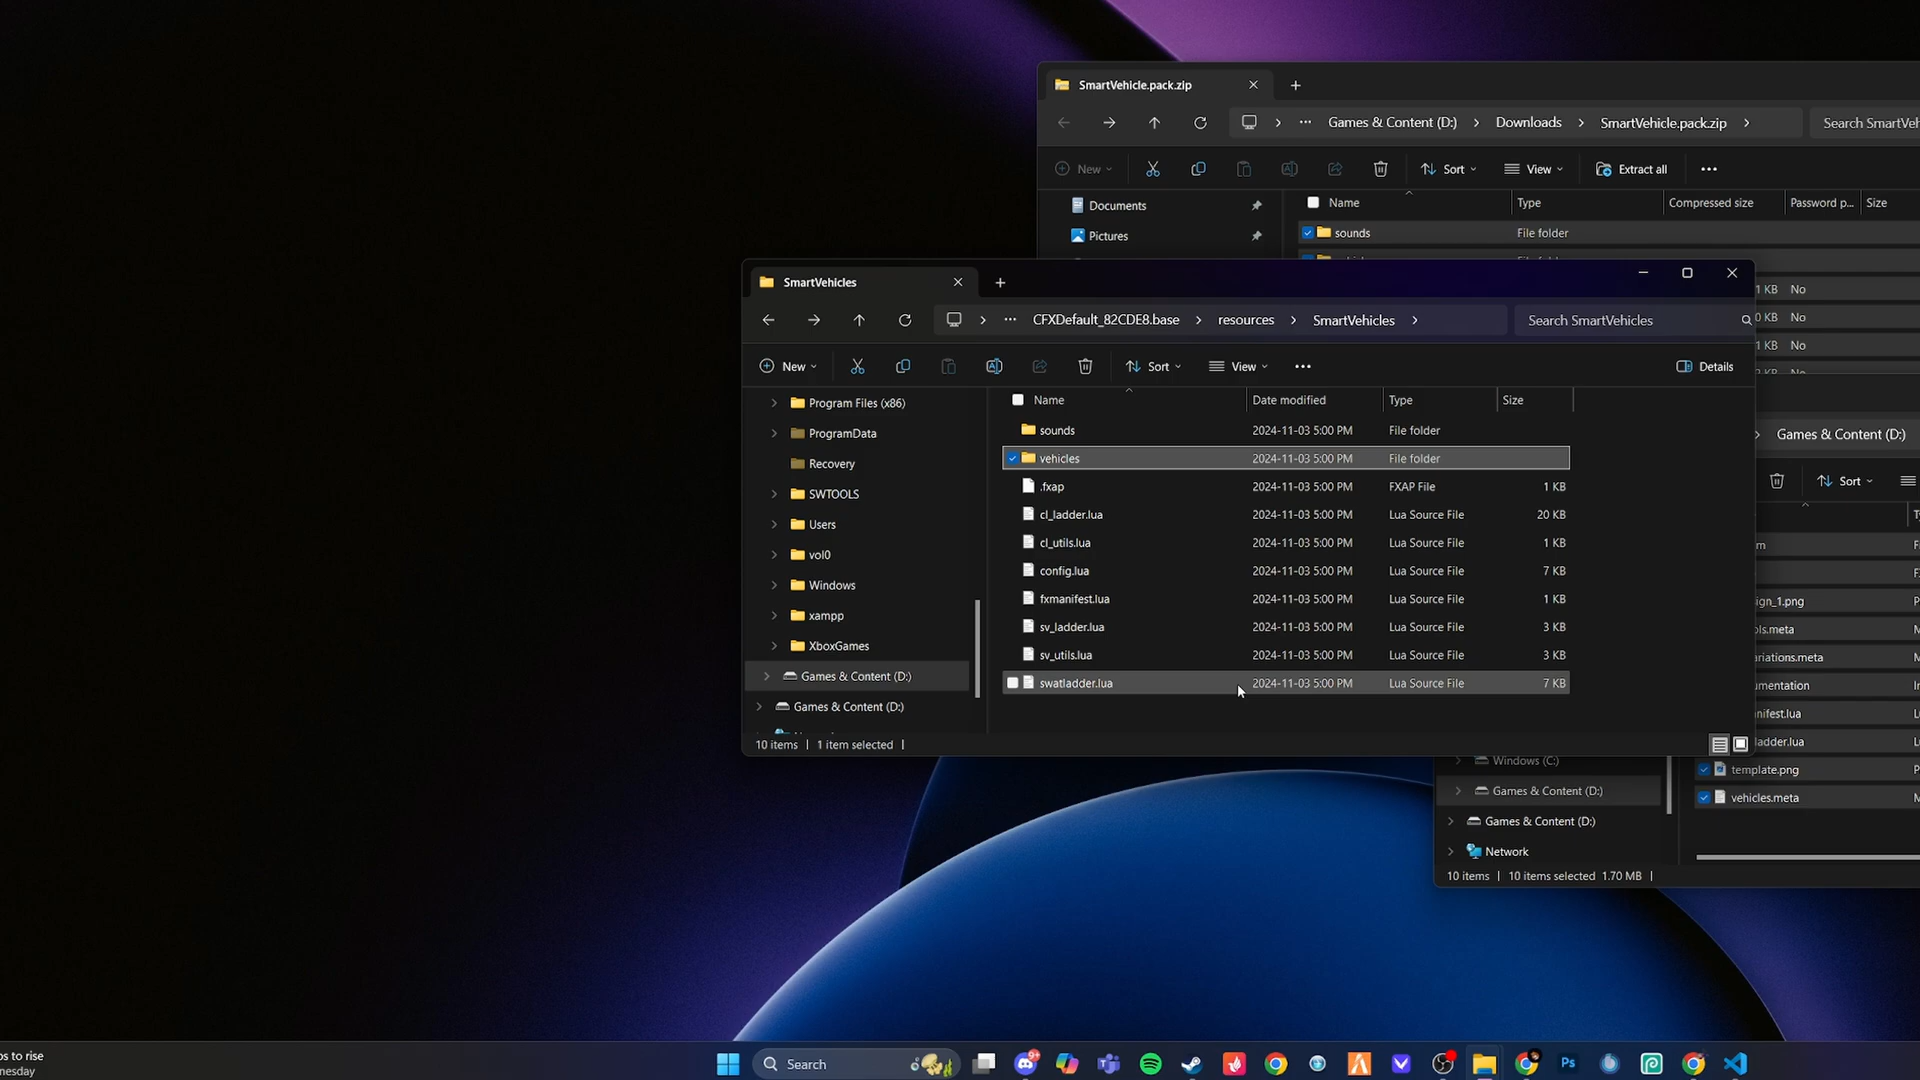 SmartVehicle.pack.zip
Games & Content (D:) Downloads SmartVehicle.pack.zip Search SmartVeh
New Sort View Extract all
Documents
Pictures
Name Type Compressed size Password p... Size
sounds File folder
1 KB No
0 KB No
1 KB No
SmartVehicles
CFXDefault_82CDE8.base resources SmartVehicles Search SmartVehicles
New Sort View Details
Program Files (x86)
ProgramData
Recovery
SWTOOLS
Users
vol0
Windows
xampp
XboxGames
Games & Content (D:)
Games & Content (D:)
Name Date modified Type Size
sounds 2024-11-03 5:00 PM File folder
vehicles 2024-11-03 5:00 PM File folder
.fxap 2024-11-03 5:00 PM FXAP File 1 KB
cl_ladder.lua 2024-11-03 5:00 PM Lua Source File 20 KB
cl_utils.lua 2024-11-03 5:00 PM Lua Source File 1 KB
config.lua 2024-11-03 5:00 PM Lua Source File 7 KB
fxmanifest.lua 2024-11-03 5:00 PM Lua Source File 1 KB
sv_ladder.lua 2024-11-03 5:00 PM Lua Source File 3 KB
sv_utils.lua 2024-11-03 5:00 PM Lua Source File 3 KB
swatladder.lua 2024-11-03 5:00 PM Lua Source File 7 KB
10 items 1 item selected
Games & Content (D:)
Sort
ign_1.png
ols.meta
ariations.meta
umentation
nifest.lua
adder.lua
template.png
vehicles.meta
Windows (C:)
Games & Content (D:)
Games & Content (D:)
Network
10 items 10 items selected 1.70 MB
os to rise
nesday
Search
Ps